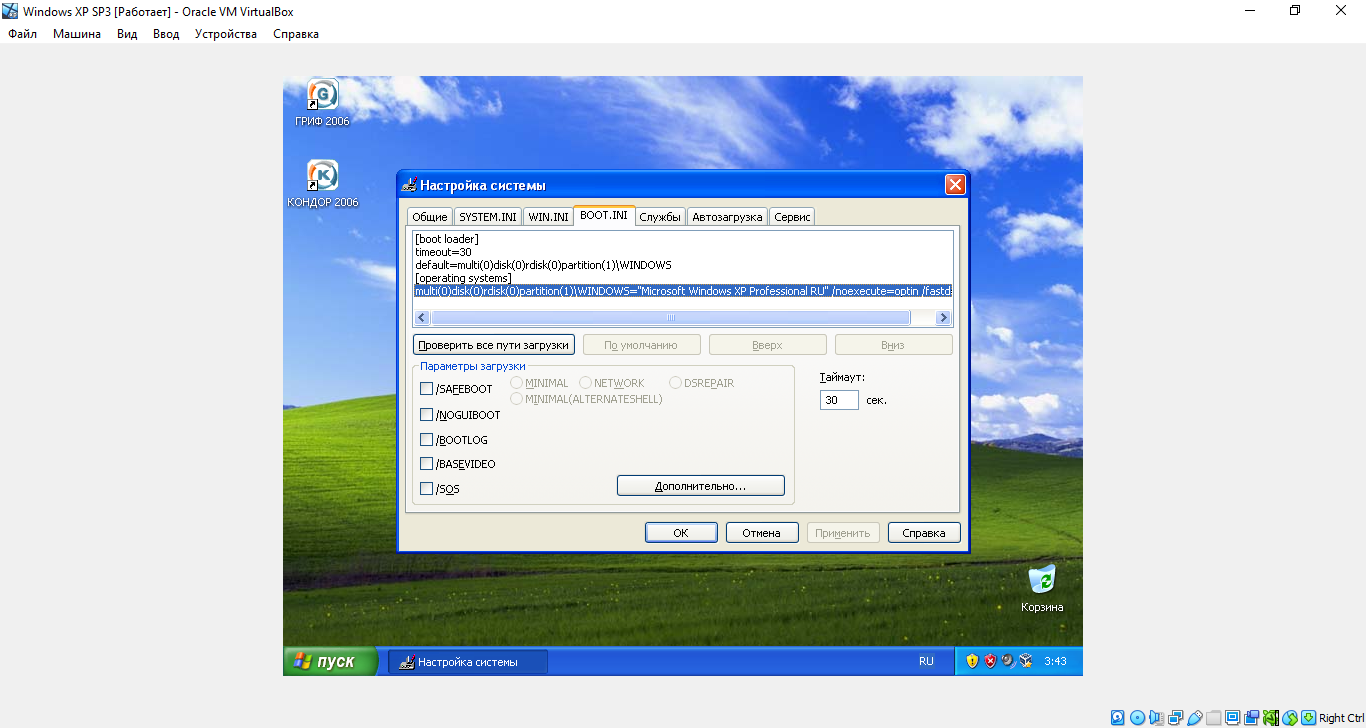 Windows XP SP3 [Работает] - Oracle VM VirtualBox
Файл Машина Вид Ввод Устройства Справка
ГРИФ 2006
КОНДОР 2006
Настройка системы
Общие SYSTEM.INI WIN.INI BOOT.INI Службы Автозагрузка Сервис
[boot loader]
timeout=30
default=multi(0)disk(0)rdisk(0)partition(1)\WINDOWS
[operating systems]
multi(0)disk(0)rdisk(0)partition(1)\WINDOWS="Microsoft Windows XP Professional RU" /noexecute=optin /fastd
Проверить все пути загрузки По умолчанию Вверх Вниз
Параметры загрузки
/SAFEBOOT MINIMAL NETWORK DSREPAIR
MINIMAL(ALTERNATESHELL)
/NOGUIBOOT
/BOOTLOG
/BASEVIDEO
/SOS
Дополнительно...
Таймаут:
30 сек.
OK Отмена Применить Справка
Корзина
пуск Настройка системы RU 3:43
Right Ctrl